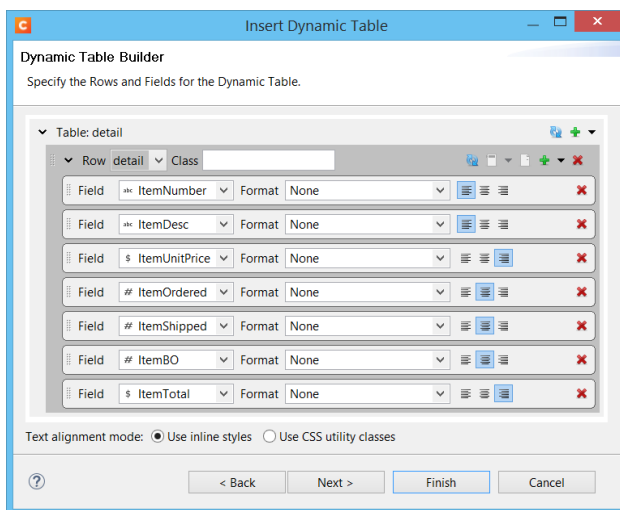 Insert Dynamic Table
Dynamic Table Builder
Specify the Rows and Fields for the Dynamic Table.
Table: detail
Row detail Class
Field abc ItemNumber Format None
Field abc ItemDesc Format None
Field $ ItemUnitPrice Format None
Field # ItemOrdered Format None
Field # ItemShipped Format None
Field # ItemBO Format None
Field $ ItemTotal Format None
Text alignment mode: Use inline styles Use CSS utility classes
? < Back Next > Finish Cancel